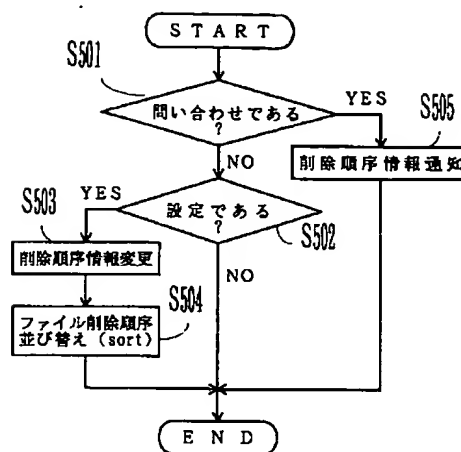 START
S501
問い合わせである
?
YES
S505
削除順序情報通知
NO
YES
S503
設定である
?
S502
削除順序情報変更
NO
S504
ファイル削除順序
並び替え (sort)
END